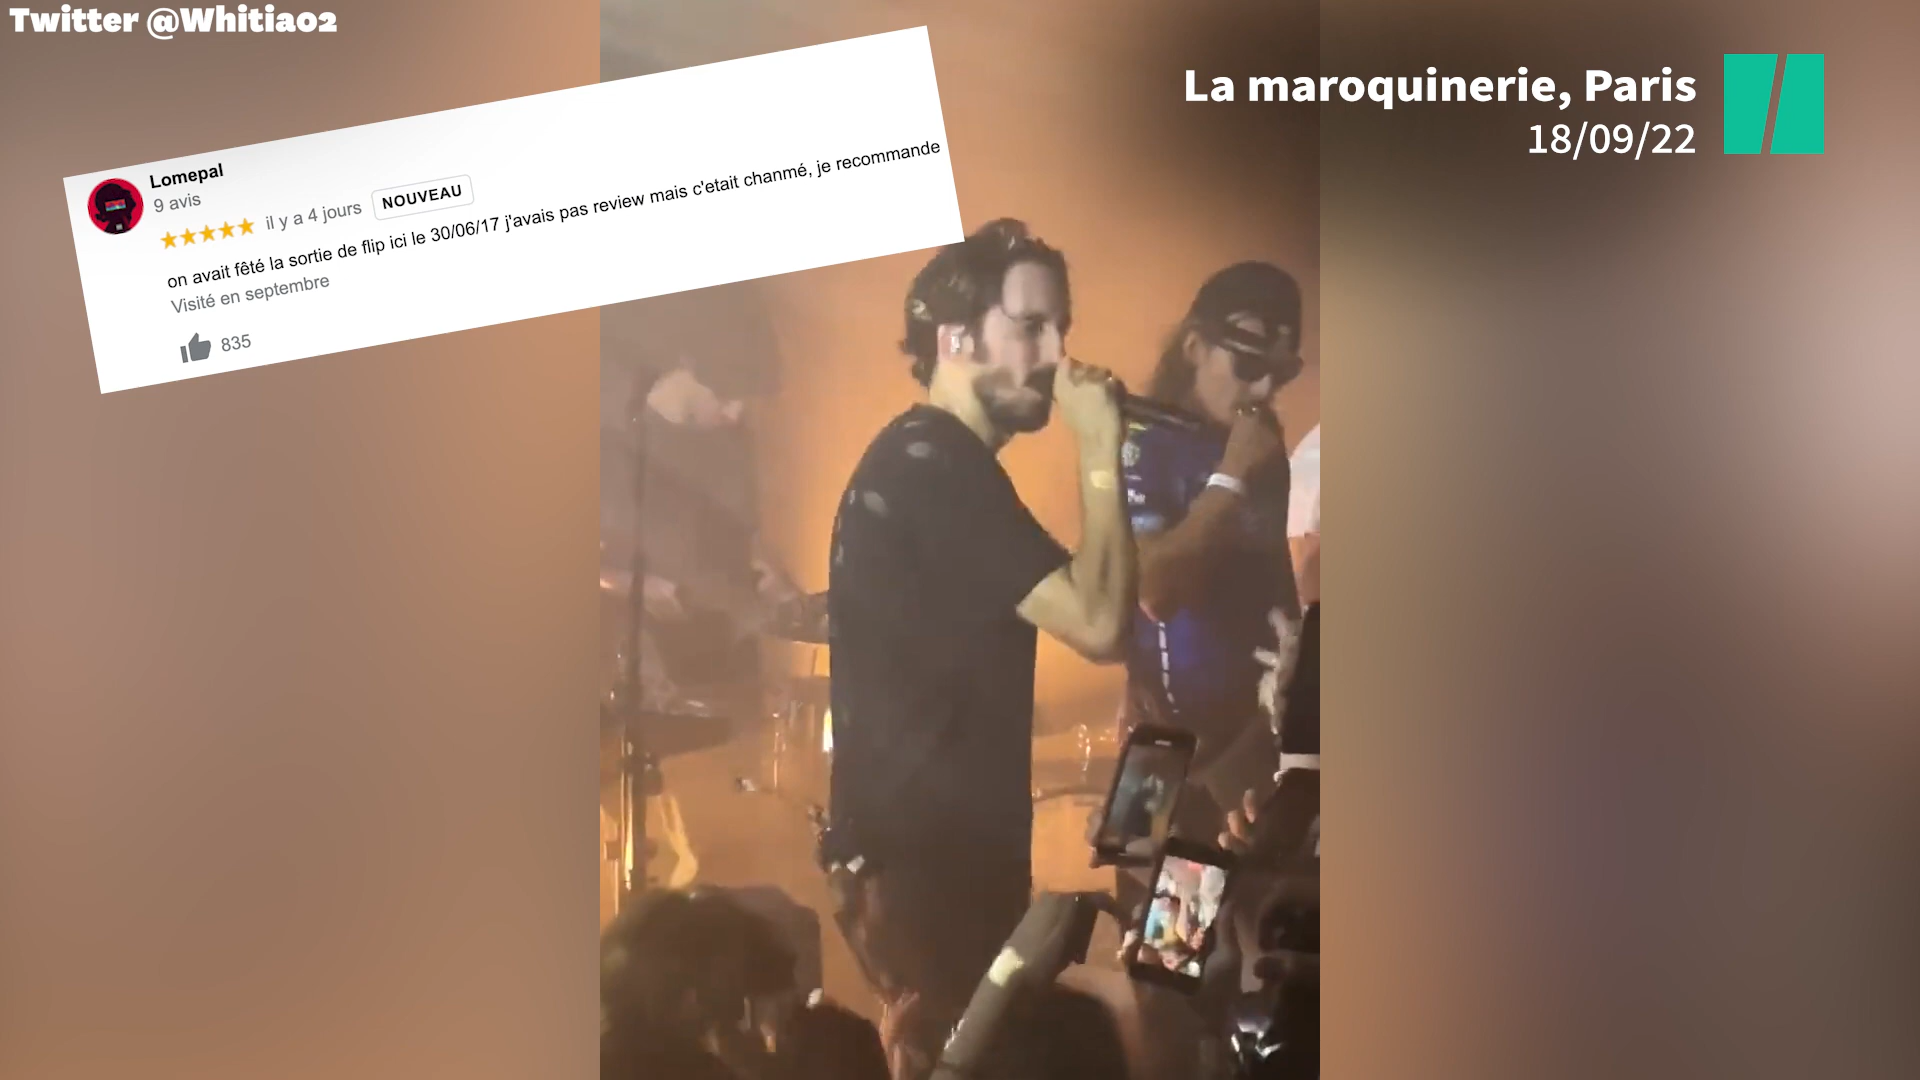 Twitter @Whitia02
La maroquinerie, Paris
18/09/22
Lomepal
9 avis
il y a 4 jours NOUVEAU
on avait fêté la sortie de flip ici le 30/06/17 j'avais pas review mais c'etait chanmé, je recommande
Visité en septembre
835